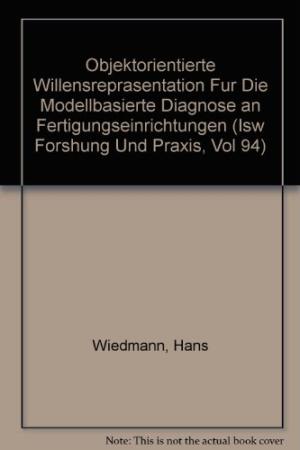 Objektorientierte
Willensreprasentation Fur Die
Modellbasierte Diagnose an
Fertigungseinrichtungen (Isw
Forshung Und Praxis, Vol 94)
Wiedmann, Hans
Note: This is not the actual book cover